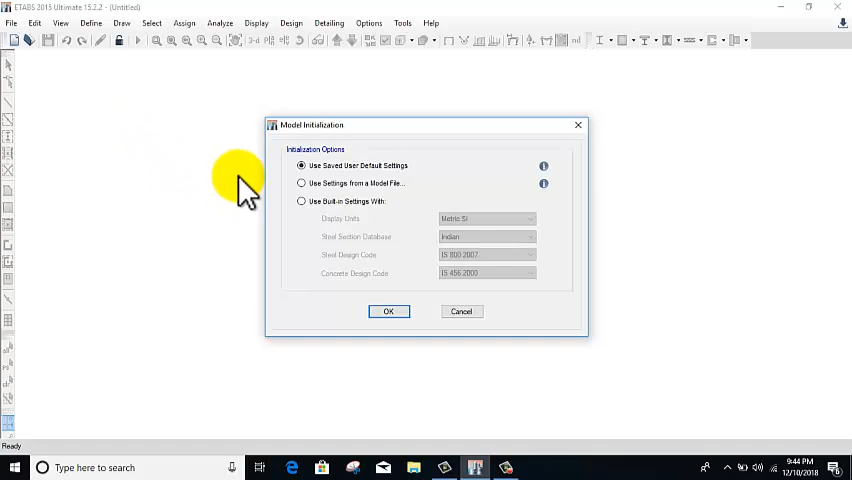 ETABS 2015 Ultimate 15.2.2 - (Untitled)
File Edit View Define Draw Select Assign Analyze Display Design Detailing Options Tools Help
3-d nd
Model Initialization
Initialization Options
Use Saved User Default Settings
Use Settings from a Model File...
Use Built-in Settings With:
Display Units Metric SI
Steel Section Database Indian
Steel Design Code IS 800:2007
Concrete Design Code IS 456:2000
OK Cancel
Ready
Type here to search
9:44 PM
12/10/2018